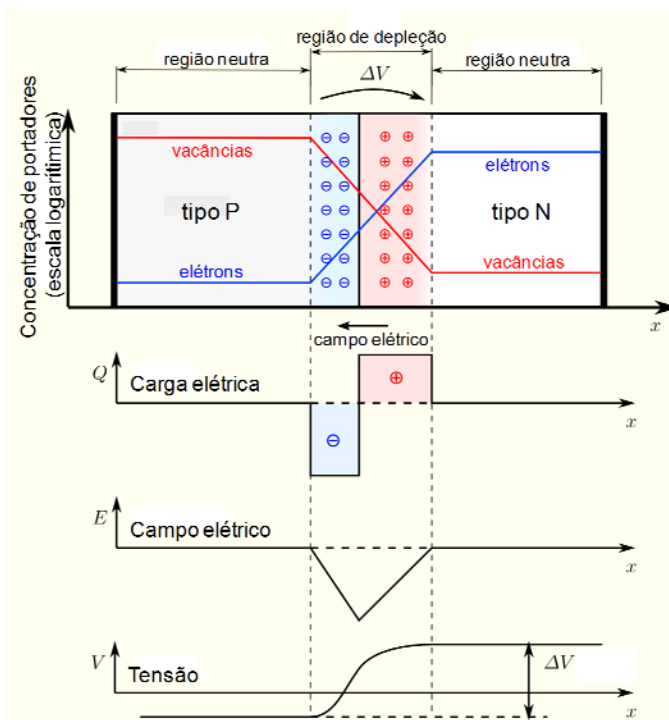 região de depleção
região neutra
região neutra
ΔV
Concentração de portadores
(escala logarítimica)
vacâncias
elétrons
tipo P
tipo N
elétrons
vacâncias
x
campo elétrico
Q
Carga elétrica
x
E
Campo elétrico
x
V
Tensão
ΔV
x